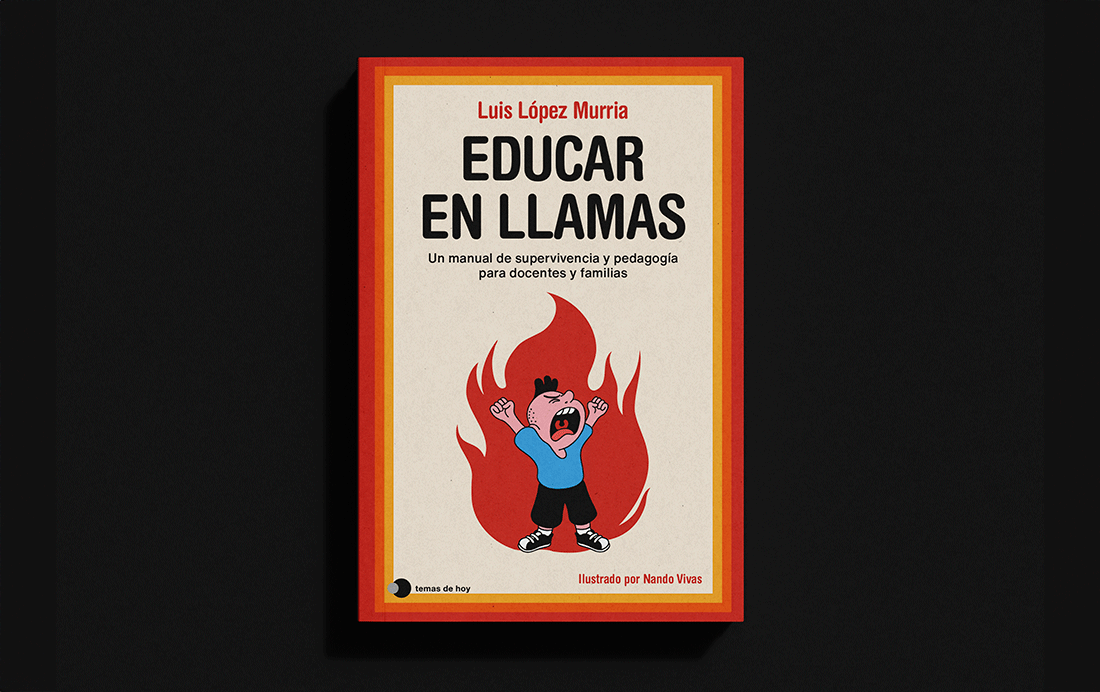 Luis López Murria
EDUCAR
EN LLAMAS
Un manual de supervivencia y pedagogía
para docentes y familias
Ilustrado por Nando Vivas
temas de hoy